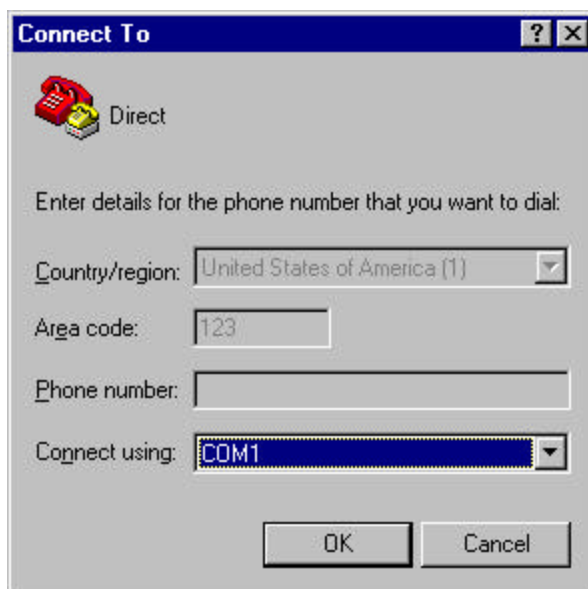 Connect To
Direct
Enter details for the phone number that you want to dial:
Country/region: United States of America (1)
Area code: 123
Phone number:
Connect using: COM1
OK Cancel